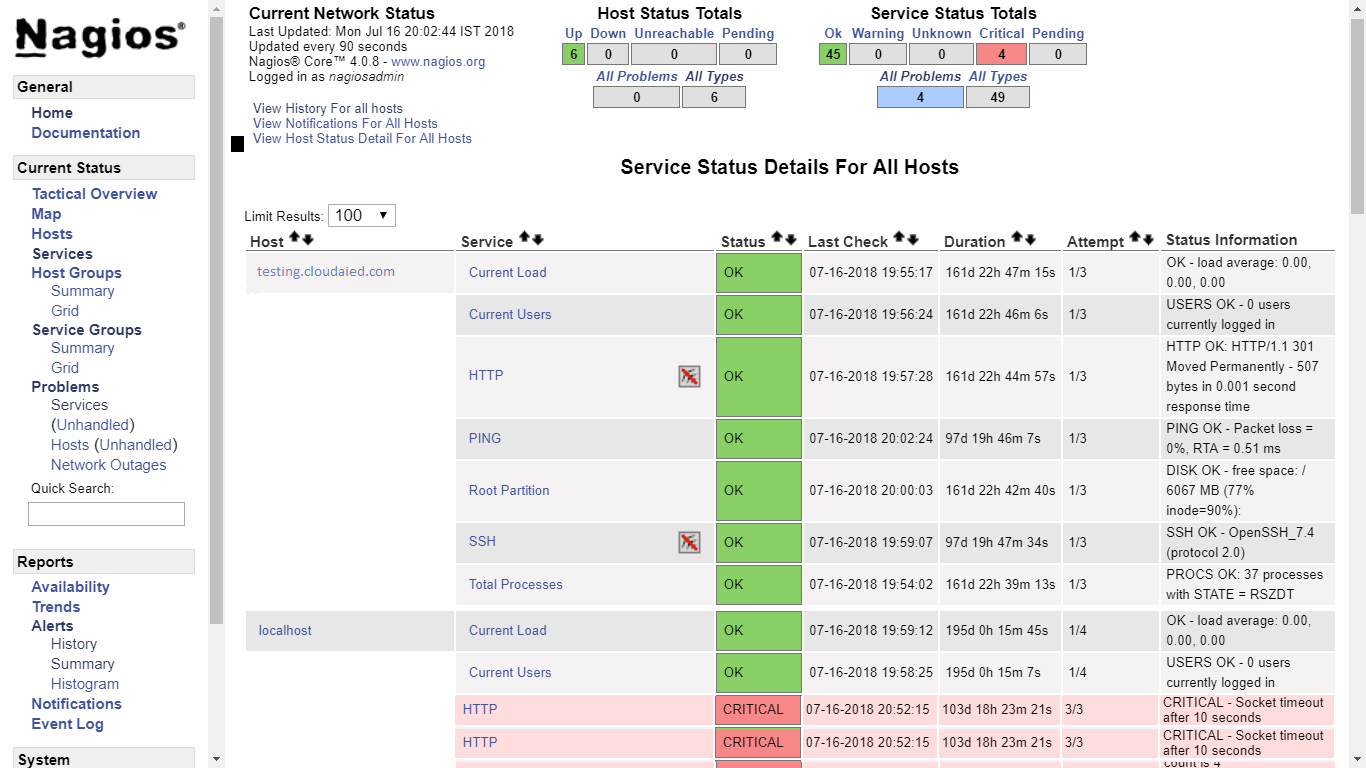 Nagios®
General
Home
Documentation
Current Status
Tactical Overview
Map
Hosts
Services
Host Groups
Summary
Grid
Service Groups
Summary
Grid
Problems
Services
(Unhandled)
Hosts (Unhandled)
Network Outages
Quick Search:
Reports
Availability
Trends
Alerts
History
Summary
Histogram
Notifications
Event Log
System
Current Network Status
Last Updated: Mon Jul 16 20:02:44 IST 2018
Updated every 90 seconds
Nagios® Core™ 4.0.8 - www.nagios.org
Logged in as nagiosadmin
View History For all hosts
View Notifications For All Hosts
View Host Status Detail For All Hosts
Host Status Totals
Up Down Unreachable Pending
6 0 0 0
All Problems All Types
0 6
Service Status Totals
Ok Warning Unknown Critical Pending
45 0 0 4 0
All Problems All Types
4 49
Service Status Details For All Hosts
Limit Results: 100
Host Service Status Last Check Duration Attempt Status Information
testing.cloudaied.com Current Load OK 07-16-2018 19:55:17 161d 22h 47m 15s 1/3 OK - load average: 0.00,
0.00, 0.00
Current Users OK 07-16-2018 19:56:24 161d 22h 46m 6s 1/3 USERS OK - 0 users
currently logged in
HTTP OK 07-16-2018 19:57:28 161d 22h 44m 57s 1/3 HTTP OK: HTTP/1.1 301
Moved Permanently - 507
bytes in 0.001 second
response time
PING OK 07-16-2018 20:02:24 97d 19h 46m 7s 1/3 PING OK - Packet loss =
0%, RTA = 0.51 ms
Root Partition OK 07-16-2018 20:00:03 161d 22h 42m 40s 1/3 DISK OK - free space: /
6067 MB (77%
inode=90%):
SSH OK 07-16-2018 19:59:07 97d 19h 47m 34s 1/3 SSH OK - OpenSSH_7.4
(protocol 2.0)
Total Processes OK 07-16-2018 19:54:02 161d 22h 39m 13s 1/3 PROCS OK: 37 processes
with STATE = RSZDT
localhost Current Load OK 07-16-2018 19:59:12 195d 0h 15m 45s 1/4 OK - load average: 0.00,
0.00, 0.00
Current Users OK 07-16-2018 19:58:25 195d 0h 15m 7s 1/4 USERS OK - 0 users
currently logged in
HTTP CRITICAL 07-16-2018 20:52:15 103d 18h 23m 21s 3/3 CRITICAL - Socket timeout
after 10 seconds
HTTP CRITICAL 07-16-2018 20:52:15 103d 18h 23m 21s 3/3 CRITICAL - Socket timeout
after 10 seconds
count is 4